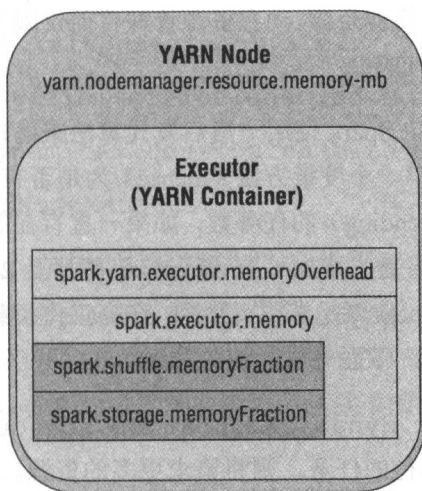 YARN Node
yarn.nodemanager.resource.memory-mb
Executor
(YARN Container)
spark.yarn.executor.memoryOverhead
spark.executor.memory
spark.shuffle.memoryFraction
spark.storage.memoryFraction